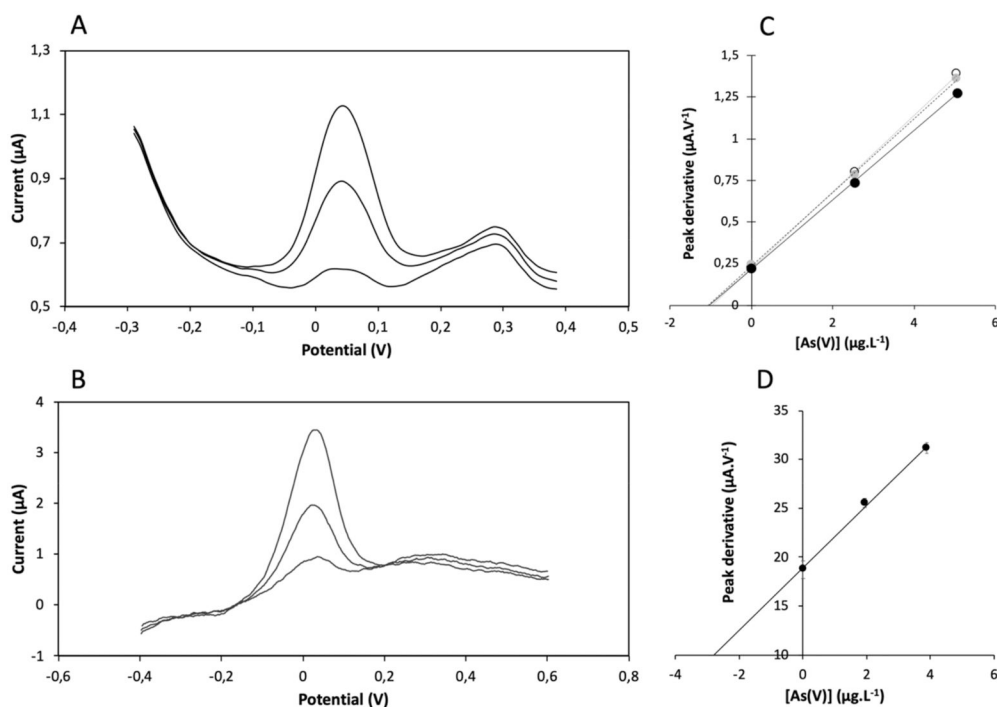 A
1,3
1,1
0,9
0,7
0,5
Current (µA)
-0,4 -0,3 -0,2 -0,1 0 0,1 0,2 0,3 0,4 0,5
Potential (V)
C
1,5
1,25
1
0,75
0,5
0,25
0
Peak derivative (µA.V⁻¹)
-2 0 2 4 6
[As(V)] (µg.L⁻¹)
B
4
3
2
1
0
-1
Current (µA)
-0,6 -0,4 -0,2 0 0,2 0,4 0,6 0,8
Potential (V)
D
35
30
25
20
15
10
Peak derivative (µA.V⁻¹)
-4 -2 0 2 4 6
[As(V)] (µg.L⁻¹)